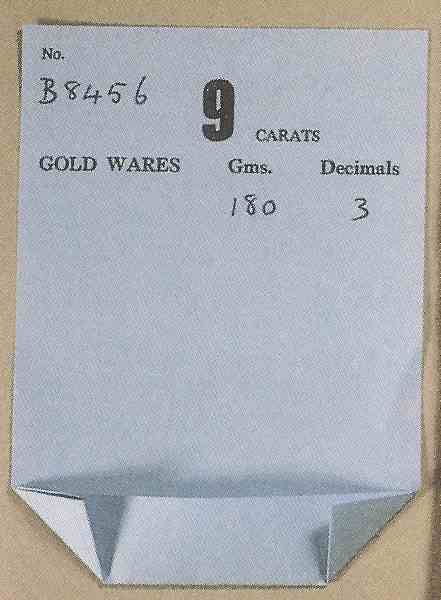 No.
B8456
9 CARATS
GOLD WARES Gms. Decimals
180 3